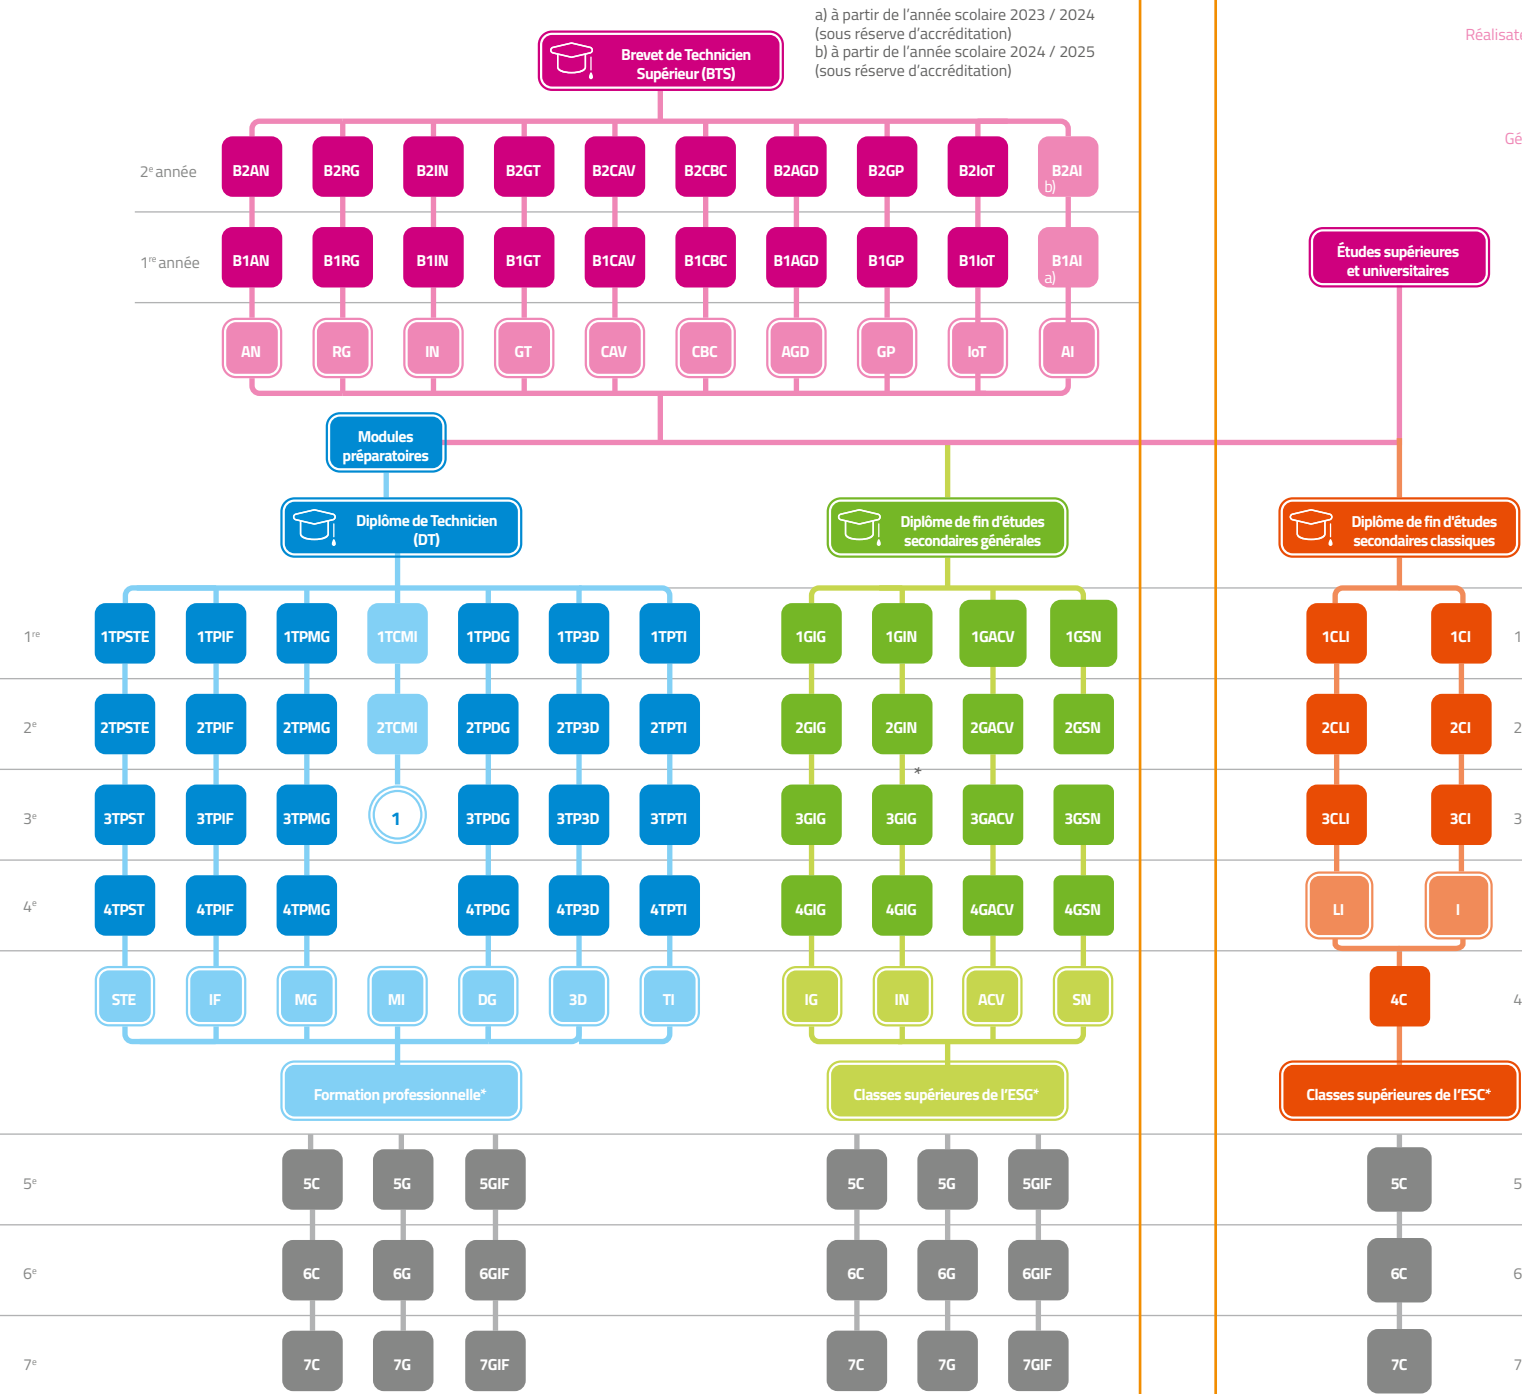 a) à partir de l'année scolaire 2023 / 2024
(sous réserve d'accréditation)
b) à partir de l'année scolaire 2024 / 2025
(sous réserve d'accréditation)
Réalisate
Brevet de Technicien
Supérieur (BTS)
Gé
2e année B2AN B2RG B2IN B2GT B2CAV B2CBC B2AGD B2GP B2IoT B2AI
b)
1re année B1AN B1RG B1IN B1GT B1CAV B1CBC B1AGD B1GP B1IoT B1AI
a)
Études supérieures
et universitaires
AN RG IN GT CAV CBC AGD GP IoT AI
Modules
préparatoires
Diplôme de Technicien
(DT)
Diplôme de fin d'études
secondaires générales
Diplôme de fin d'études
secondaires classiques
1re 1TPSTE 1TPIF 1TPMG 1TCMI 1TPDG 1TP3D 1TPTI 1GIG 1GIN 1GACV 1GSN 1CLI 1CI 1
2e 2TPSTE 2TPIF 2TPMG 2TCMI 2TPDG 2TP3D 2TPTI 2GIG 2GIN 2GACV 2GSN 2CLI 2CI 2
*
3e 3TPST 3TPIF 3TPMG 1 3TPDG 3TP3D 3TPTI 3GIG 3GIG 3GACV 3GSN 3CLI 3CI 3
4e 4TPST 4TPIF 4TPMG 4TPDG 4TP3D 4TPTI 4GIG 4GIG 4GACV 4GSN LI I
STE IF MG MI DG 3D TI IG IN ACV SN 4C 4
Formation professionnelle*
Classes supérieures de l'ESG*
Classes supérieures de l'ESC*
5e 5C 5G 5GIF 5C 5G 5GIF 5C 5
6e 6C 6G 6GIF 6C 6G 6GIF 6C 6
7e 7C 7G 7GIF 7C 7G 7GIF 7C 7